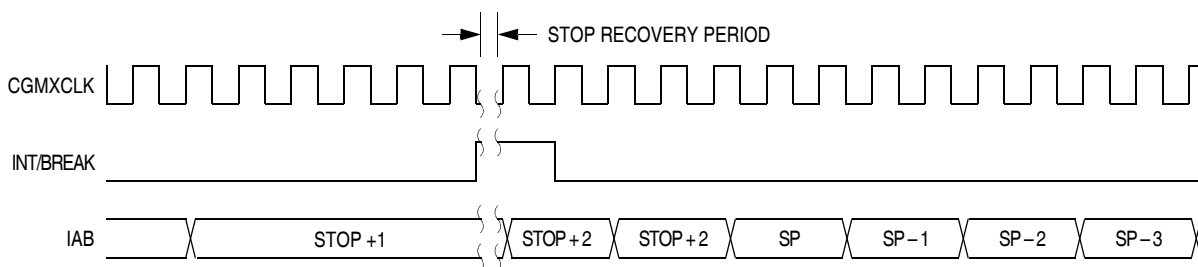 STOP RECOVERY PERIOD
CGMXCLK
INT/BREAK
IAB STOP +1 STOP + 2 STOP + 2 SP SP – 1 SP – 2 SP – 3